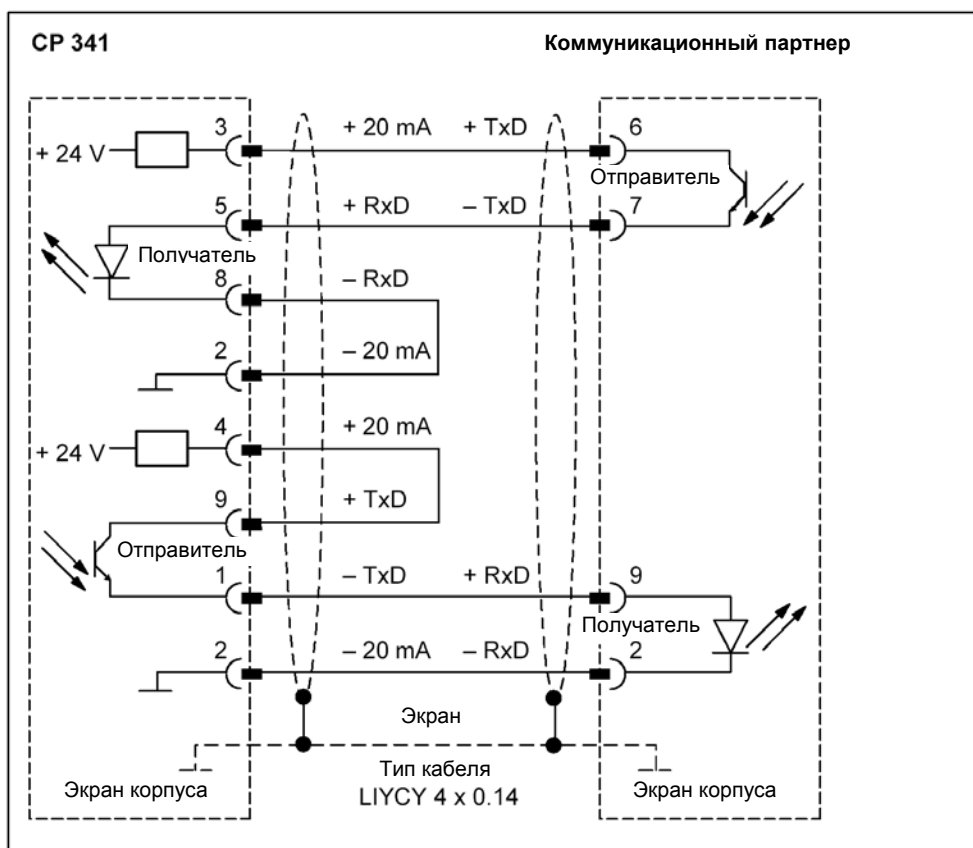 CP 341
Коммуникационный партнер
3 + 20 mA + TxD 6
+ 24 V
Отправитель
5 + RxD – TxD 7
Получатель
8 – RxD
2 – 20 mA
4 + 20 mA
+ 24 V
9 + TxD
Отправитель
1 – TxD + RxD 9
Получатель
2 – 20 mA – RxD 2
Экран
Экран корпуса
Тип кабеля
LIYCY 4 x 0.14
Экран корпуса